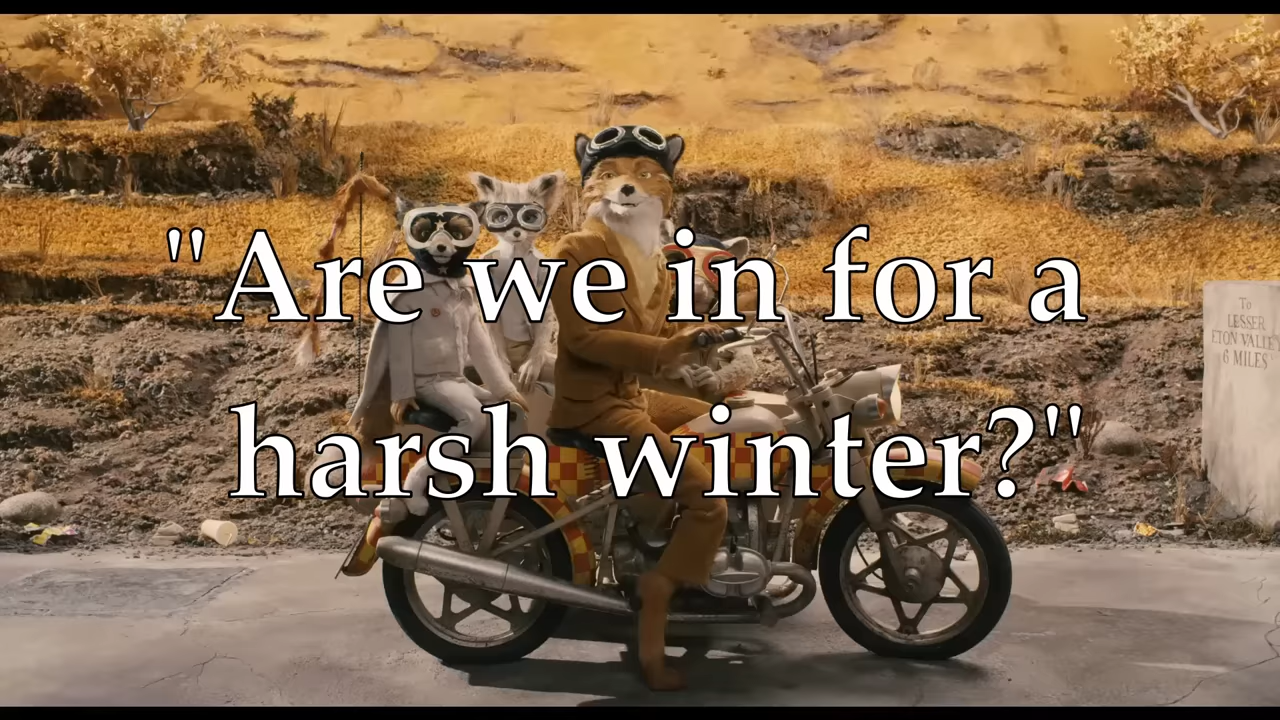 "Are we in for a
harsh winter?"
To
LESSER
ETON VALLEY
6 MILES